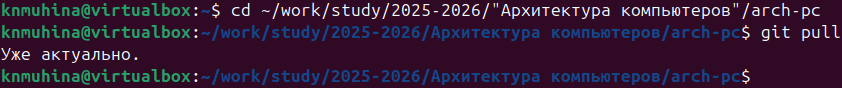 knmuhina@virtualbox:~$ cd ~/work/study/2025-2026/"Архитектура компьютеров"/arch-pc
knmuhina@virtualbox:~/work/study/2025-2026/Архитектура компьютеров/arch-pc$ git pull
Уже актуально.
knmuhina@virtualbox:~/work/study/2025-2026/Архитектура компьютеров/arch-pc$